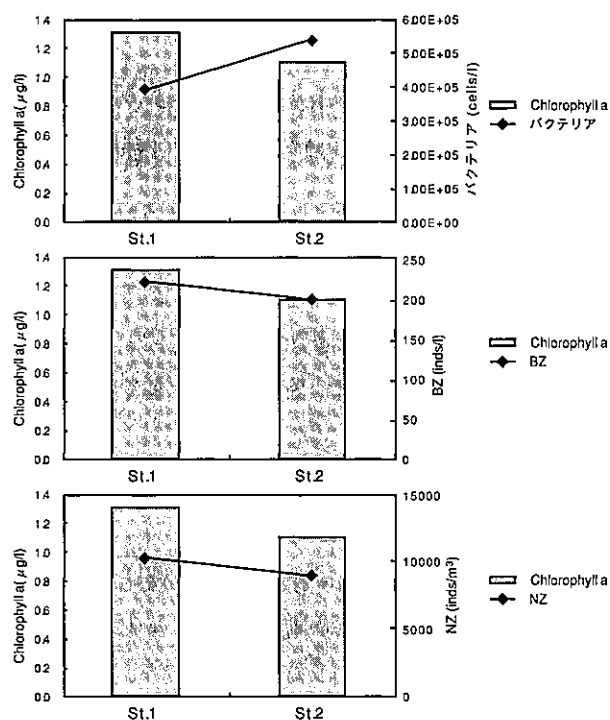 Chlorophyll a(μg/l)
1.4
1.2
1.0
0.8
0.6
0.4
0.2
0.0
6.00E+05
5.00E+05
4.00E+05
3.00E+05
2.00E+05
1.00E+05
0.00E+00
バクテリア (cells/l)
St.1
St.2
Chlorophyll a
バクテリア
Chlorophyll a(μg/l)
1.4
1.2
1.0
0.8
0.6
0.4
0.2
0.0
250
200
150
100
50
0
BZ (inds/l)
St.1
St.2
Chlorophyll a
BZ
Chlorophyll a(μg/l)
1.4
1.2
1.0
0.8
0.6
0.4
0.2
0.0
15000
10000
5000
0
NZ (inds/m³)
St.1
St.2
Chlorophyll a
NZ